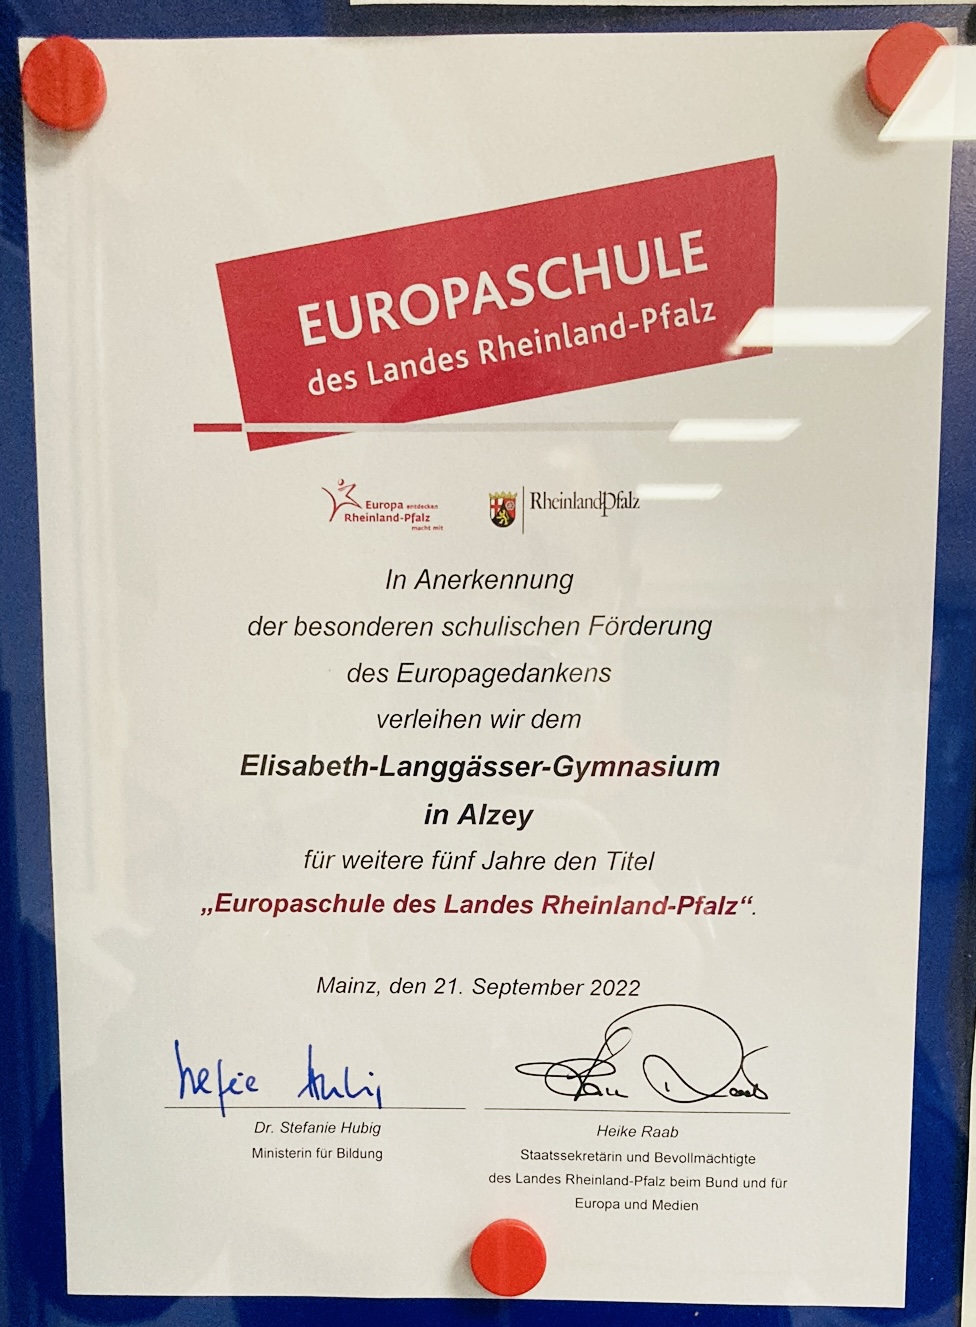 EUROPASCHULE
des Landes Rheinland-Pfalz
Europa entdecken
Rheinland-Pfalz
macht mit
RheinlandPfalz
In Anerkennung
der besonderen schulischen Förderung
des Europagedankens
verleihen wir dem
Elisabeth-Langgässer-Gymnasium
in Alzey
für weitere fünf Jahre den Titel
„Europaschule des Landes Rheinland-Pfalz“.
Mainz, den 21. September 2022
Dr. Stefanie Hubig
Ministerin für Bildung
Heike Raab
Staatssekretärin und Bevollmächtigte
des Landes Rheinland-Pfalz beim Bund und für
Europa und Medien